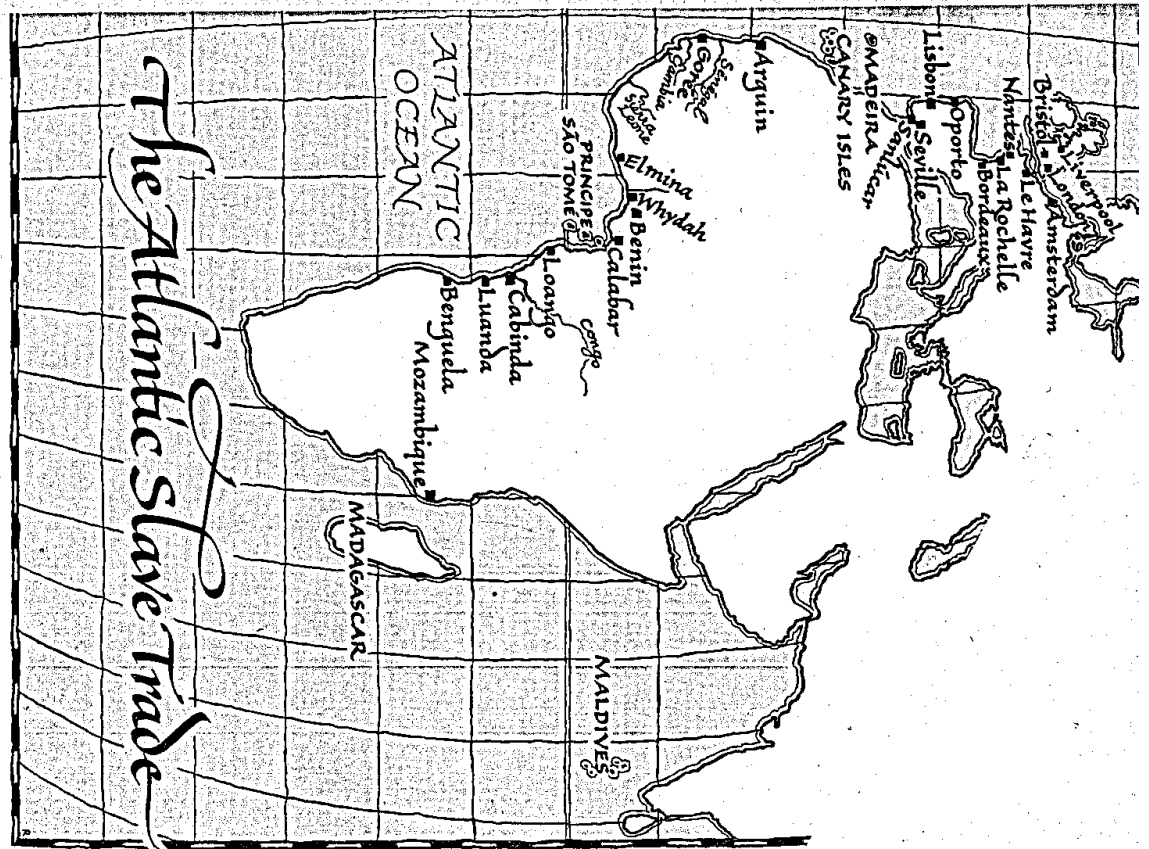 Liverpool
Bristol
London
Amsterdam
Le Havre
Nantes
La Rochelle
Bordeaux
Oporto
Lisbon
Seville
Sanlúcar
MADEIRA
CANARY ISLES
Arguin
Senegal
Gorée
Gambia
Sierra
Leone
Elmina
Whydah
Benin
Calabar
PRINCIPE
SÃO TOMÉ
ATLANTIC
OCEAN
Loango
Congo
Cabinda
Luanda
Benguela
Mozambique
MADAGASCAR
MALDIVES
The Atlantic Slave Trade